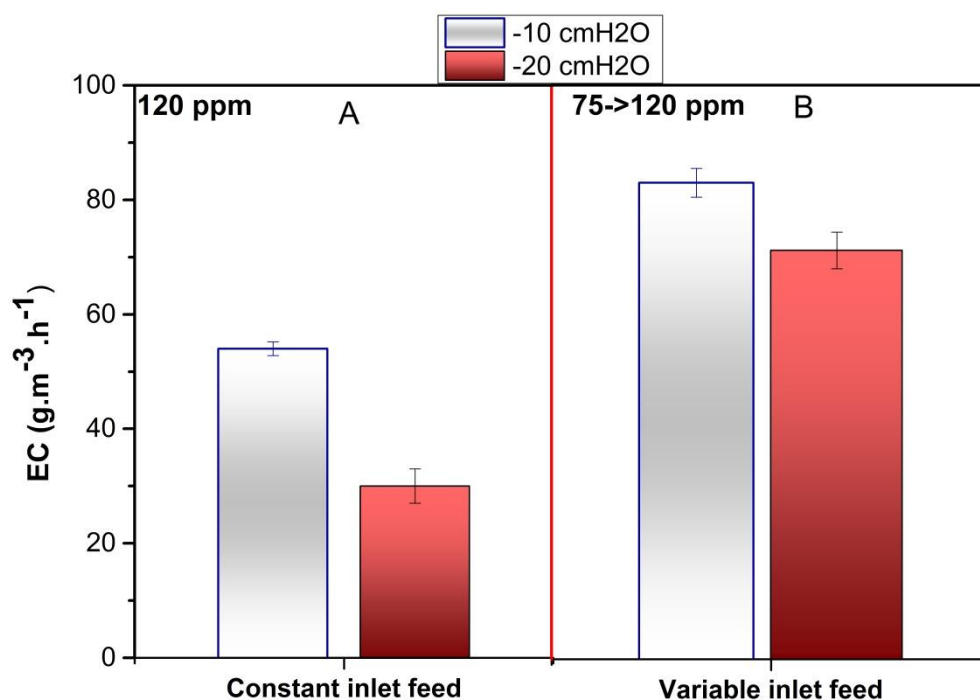 -10 cmH2O
-20 cmH2O
120 ppm
A
75->120 ppm
B
100
80
60
40
20
0
EC (g.m⁻³.h⁻¹)
Constant inlet feed
Variable inlet feed